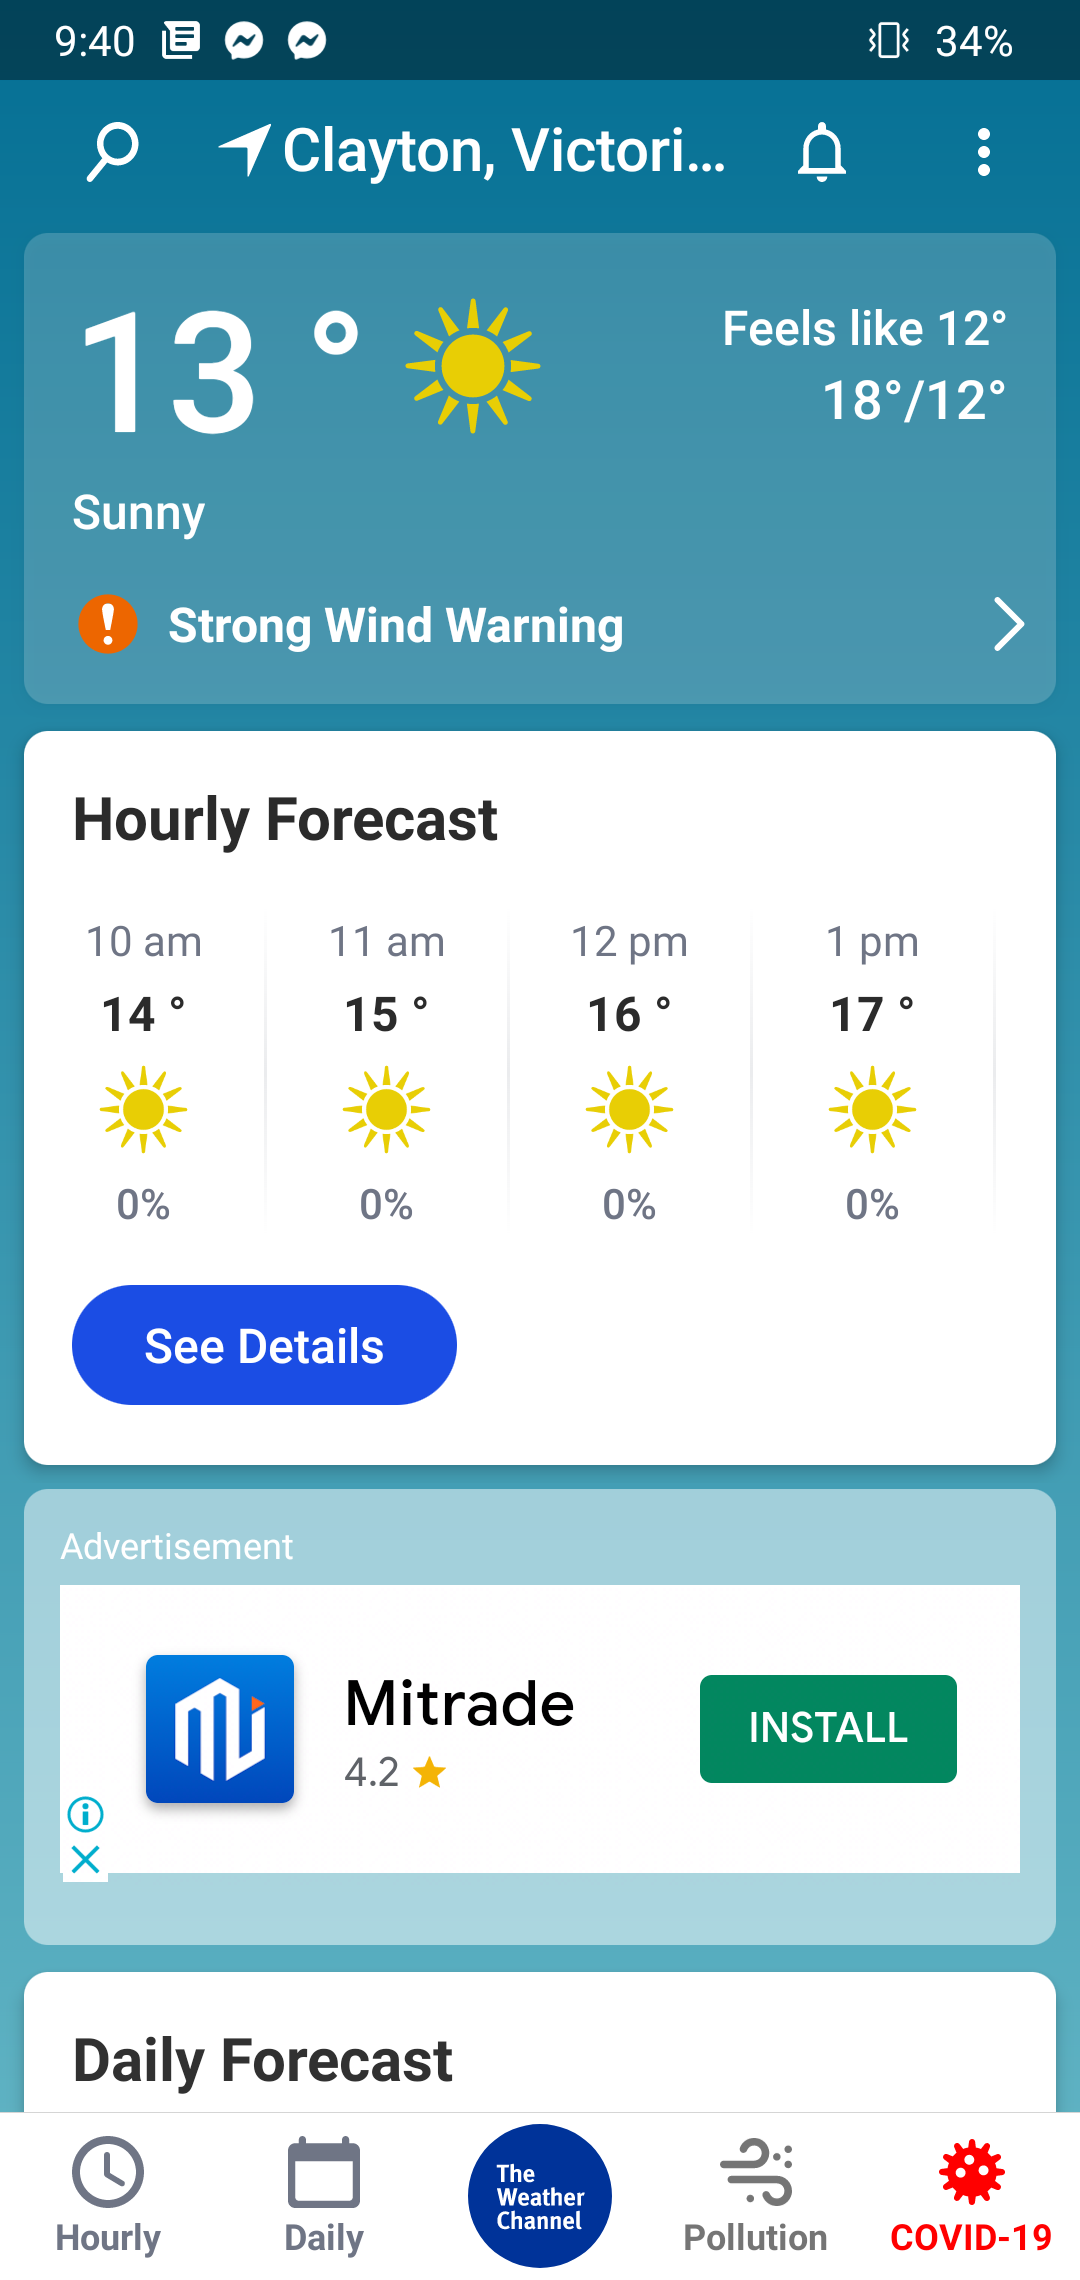 9:40
34%
Clayton, Victori...
13°
Feels like 12°
18°/12°
Sunny
Strong Wind Warning
Hourly Forecast
10 am 11 am 12 pm 1 pm
14° 15° 16° 17°
0% 0% 0% 0%
See Details
Advertisement
Mitrade
4.2
INSTALL
Daily Forecast
The
Weather
Channel
Hourly Daily Pollution COVID-19